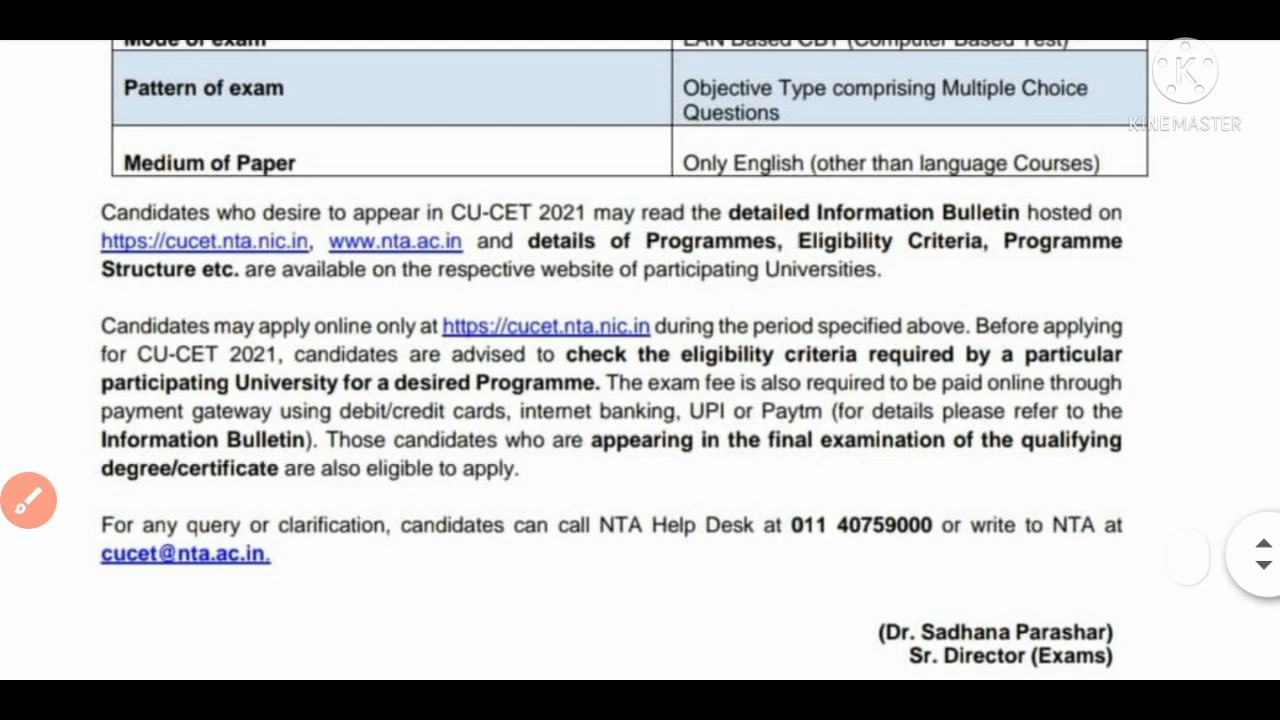 Mode of exam LAN Based CBT (Computer Based Test)
Pattern of exam Objective Type comprising Multiple Choice
Questions
Medium of Paper Only English (other than language Courses)
KINEMASTER
Candidates who desire to appear in CU-CET 2021 may read the detailed Information Bulletin hosted on
https://cucet.nta.nic.in, www.nta.ac.in and details of Programmes, Eligibility Criteria, Programme
Structure etc. are available on the respective website of participating Universities.
Candidates may apply online only at https://cucet.nta.nic.in during the period specified above. Before applying
for CU-CET 2021, candidates are advised to check the eligibility criteria required by a particular
participating University for a desired Programme. The exam fee is also required to be paid online through
payment gateway using debit/credit cards, internet banking, UPI or Paytm (for details please refer to the
Information Bulletin). Those candidates who are appearing in the final examination of the qualifying
degree/certificate are also eligible to apply.
For any query or clarification, candidates can call NTA Help Desk at 011 40759000 or write to NTA at
cucet@nta.ac.in.
(Dr. Sadhana Parashar)
Sr. Director (Exams)